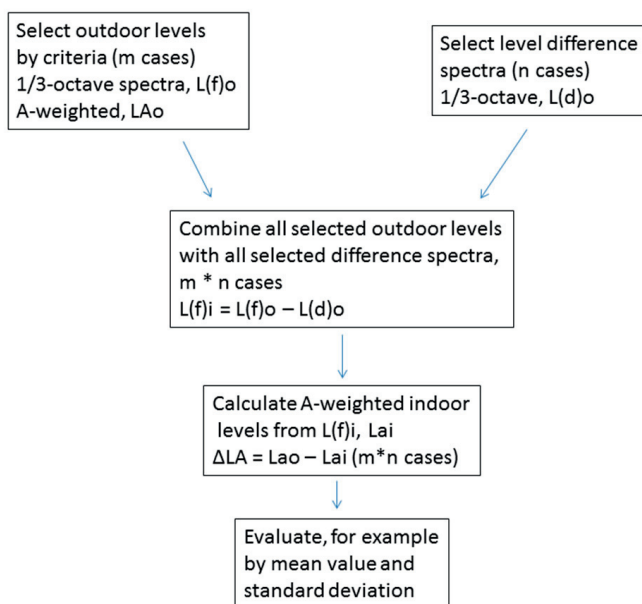 Select outdoor levels
by criteria (m cases)
1/3-octave spectra, L(f)o
A-weighted, LAo
Select level difference
spectra (n cases)
1/3-octave, L(d)o
Combine all selected outdoor levels
with all selected difference spectra,
m * n cases
L(f)i = L(f)o – L(d)o
Calculate A-weighted indoor
levels from L(f)i, Lai
ΔLA = Lao – Lai (m*n cases)
Evaluate, for example
by mean value and
standard deviation